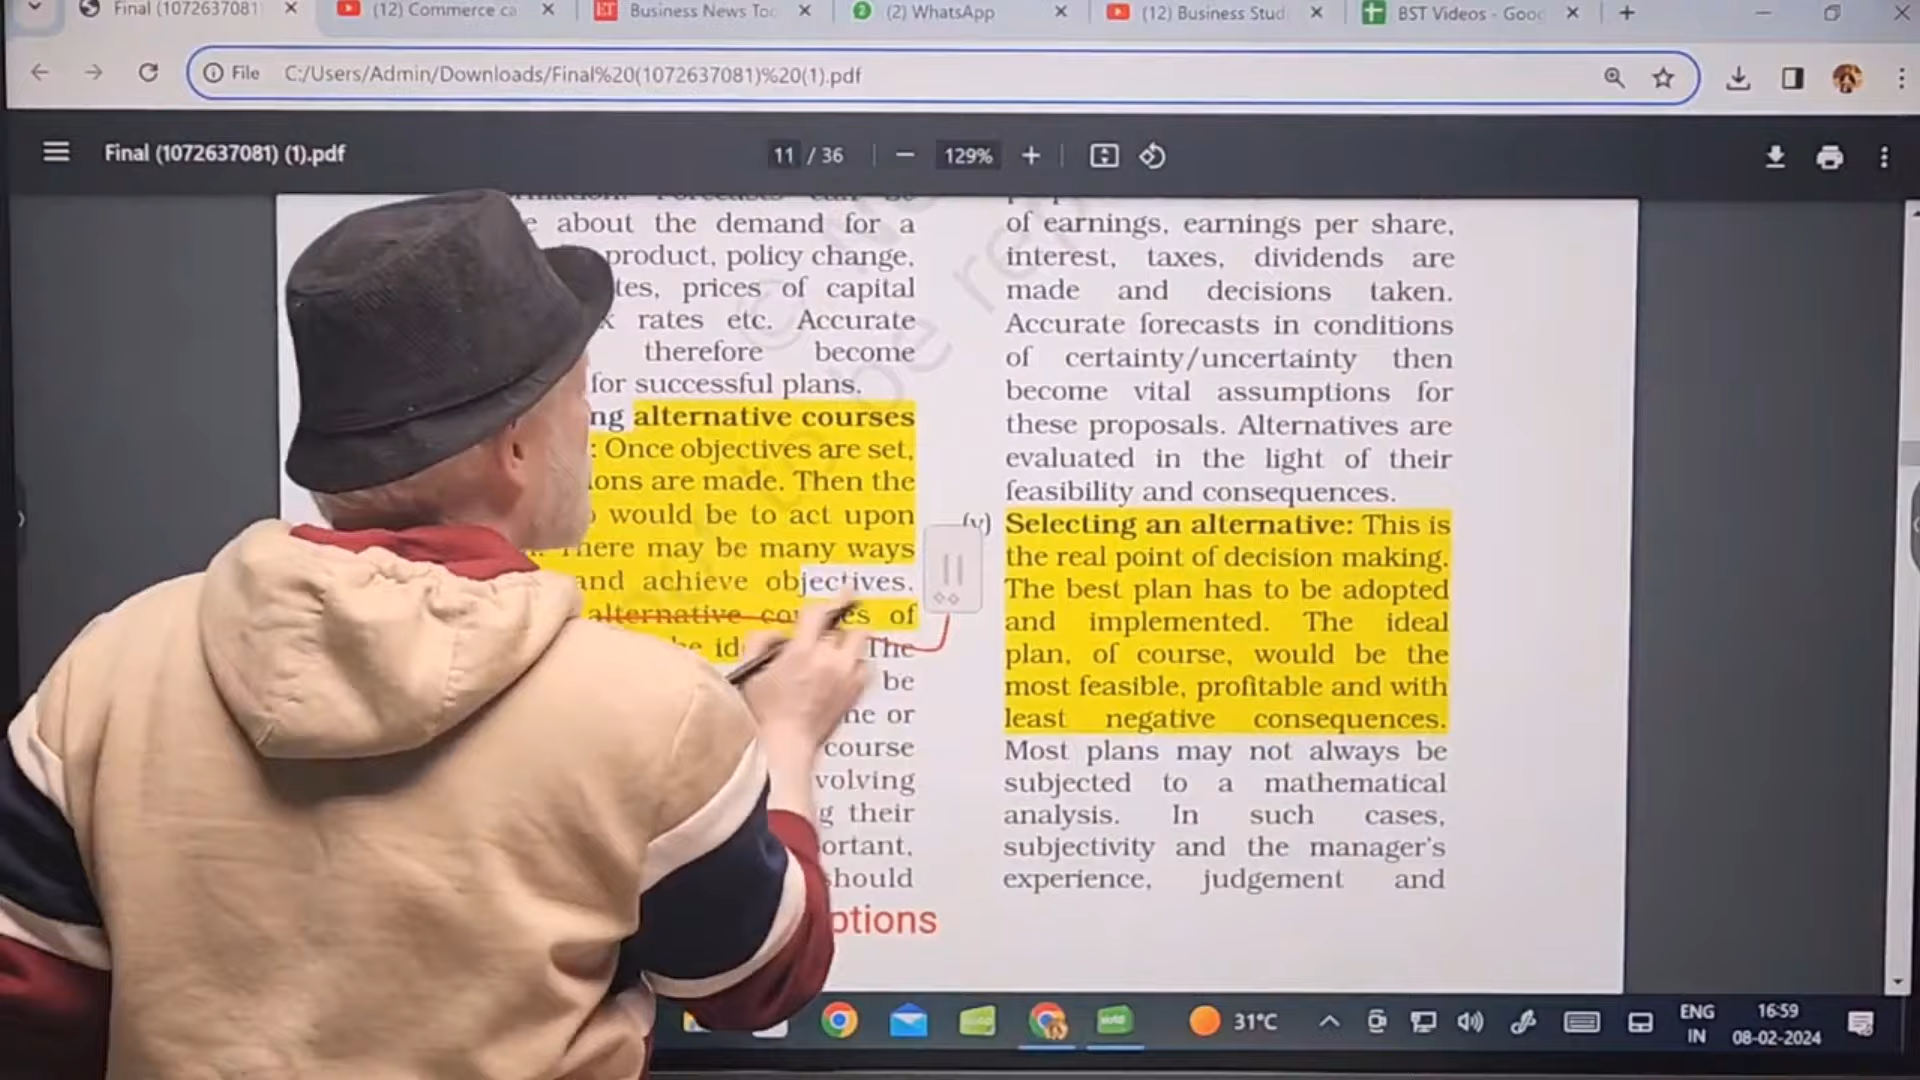 Final (1072637081)
(12) Commerce ca
ET Business News Toc
(2) WhatsApp
(12) Business Stud
BST Videos - Goog
File C:/Users/Admin/Downloads/Final%20(1072637081)%20(1).pdf
Final (1072637081) (1).pdf
11 / 36
129%
about the demand for a
product, policy change,
tes, prices of capital
x rates etc. Accurate
therefore become
for successful plans.
ng alternative courses
: Once objectives are set,
ions are made. Then the
would be to act upon
There may be many ways
and achieve objectives.
alternative co es of
id The
be
ne or
course
volving
g their
ortant,
should
ptions
of earnings, earnings per share,
interest, taxes, dividends are
made and decisions taken.
Accurate forecasts in conditions
of certainty/uncertainty then
become vital assumptions for
these proposals. Alternatives are
evaluated in the light of their
feasibility and consequences.
(v) Selecting an alternative: This is
the real point of decision making.
The best plan has to be adopted
and implemented. The ideal
plan, of course, would be the
most feasible, profitable and with
least negative consequences.
Most plans may not always be
subjected to a mathematical
analysis. In such cases,
subjectivity and the manager's
experience, judgement and
31°C
ENG
IN
16:59
08-02-2024